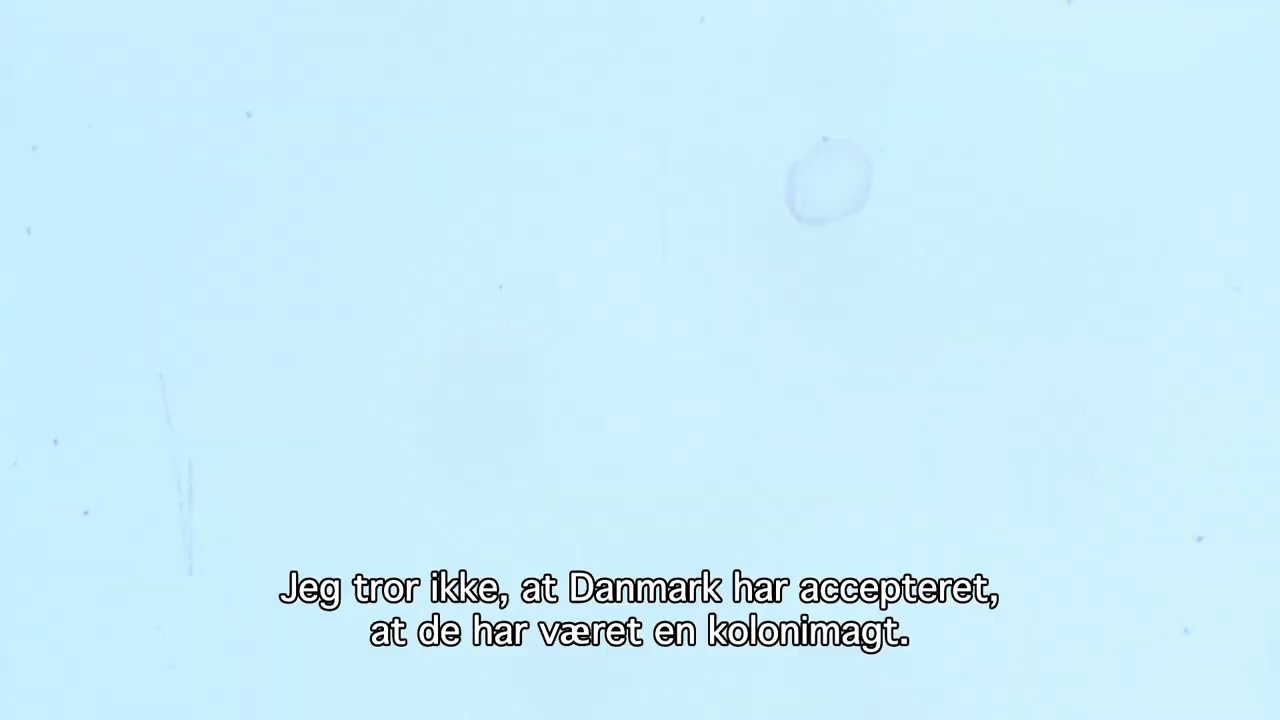 Jeg tror ikke, at Danmark har accepteret,
at de har været en kolonimagt.